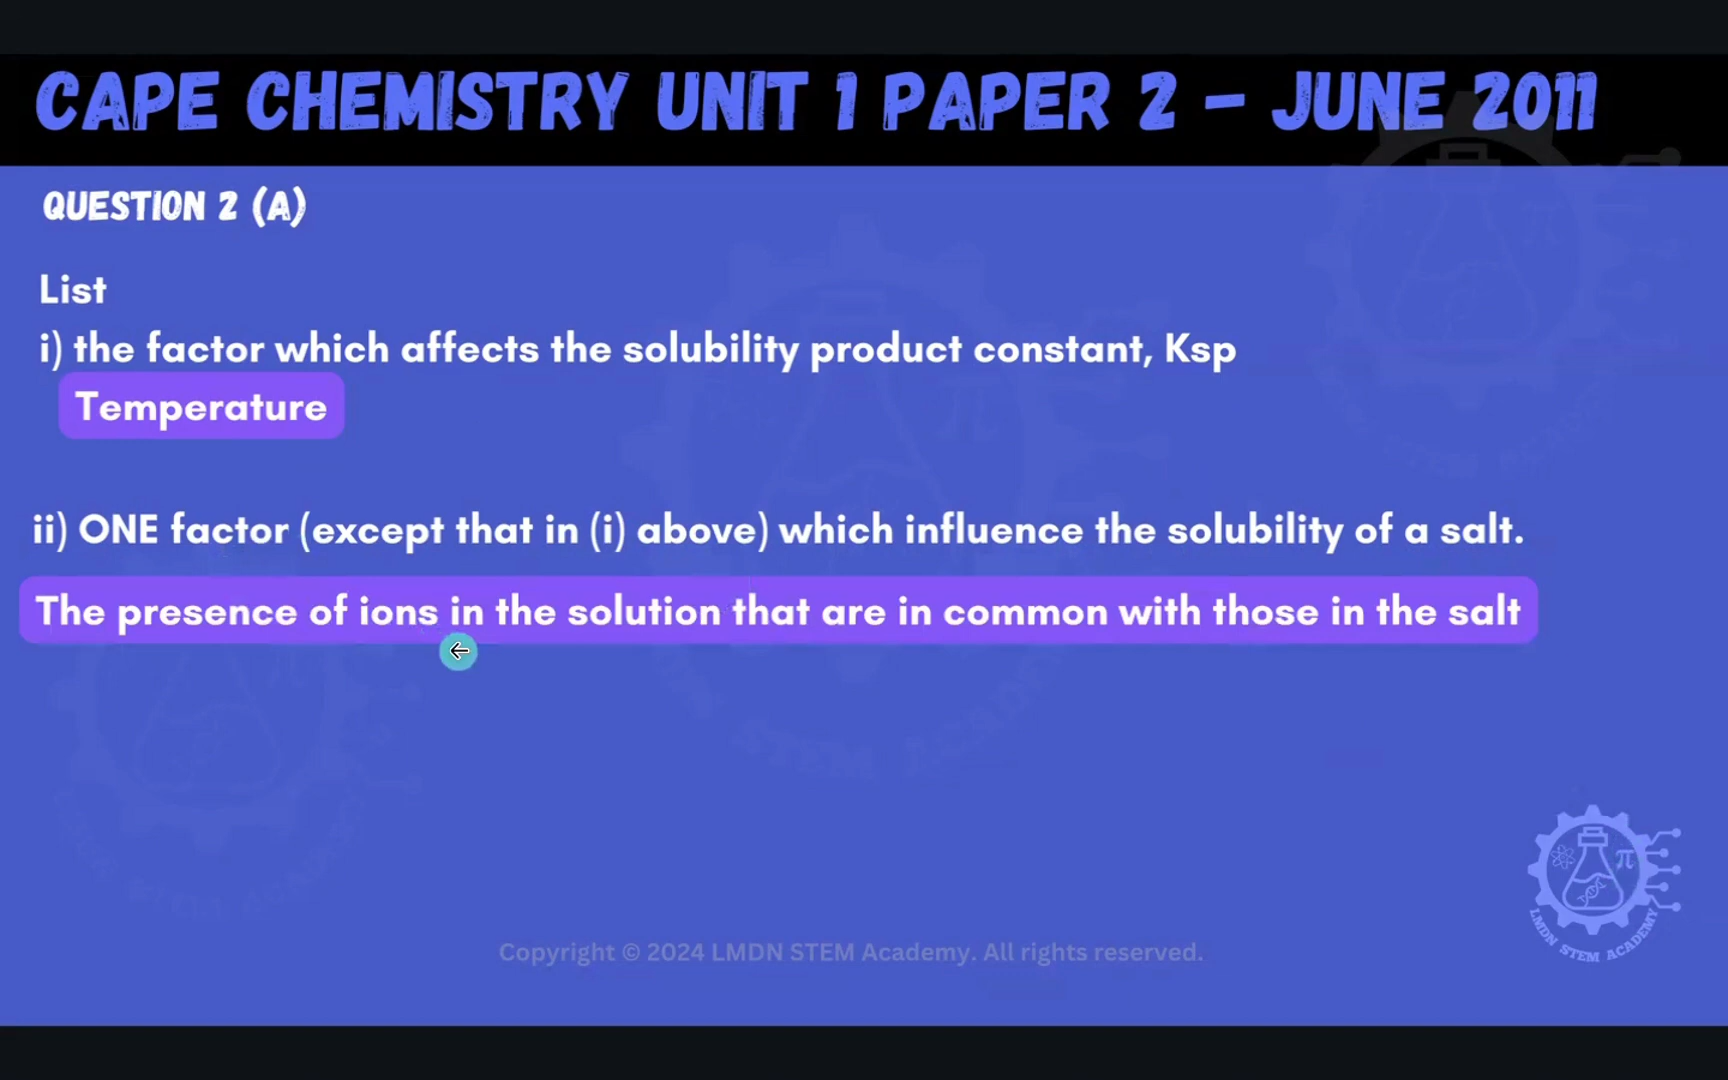 CAPE CHEMISTRY UNIT 1 PAPER 2 – JUNE 2011
QUESTION 2 (A)
List
i) the factor which affects the solubility product constant, Ksp
Temperature
ii) ONE factor (except that in (i) above) which influence the solubility of a salt.
The presence of ions in the solution that are in common with those in the salt
π
LMDN STEM ACADEMY
Copyright © 2024 LMDN STEM Academy. All rights reserved.